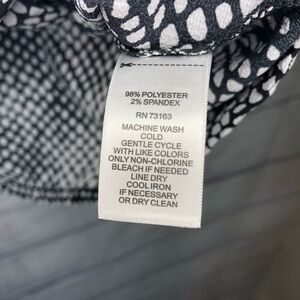 98% POLYESTER
2% SPANDEX
RN 73163
MACHINE WASH
COLD
GENTLE CYCLE
WITH LIKE COLORS
ONLY NON-CHLORINE
BLEACH IF NEEDED
LINE DRY
COOL IRON
IF NECESSARY
OR DRY CLEAN